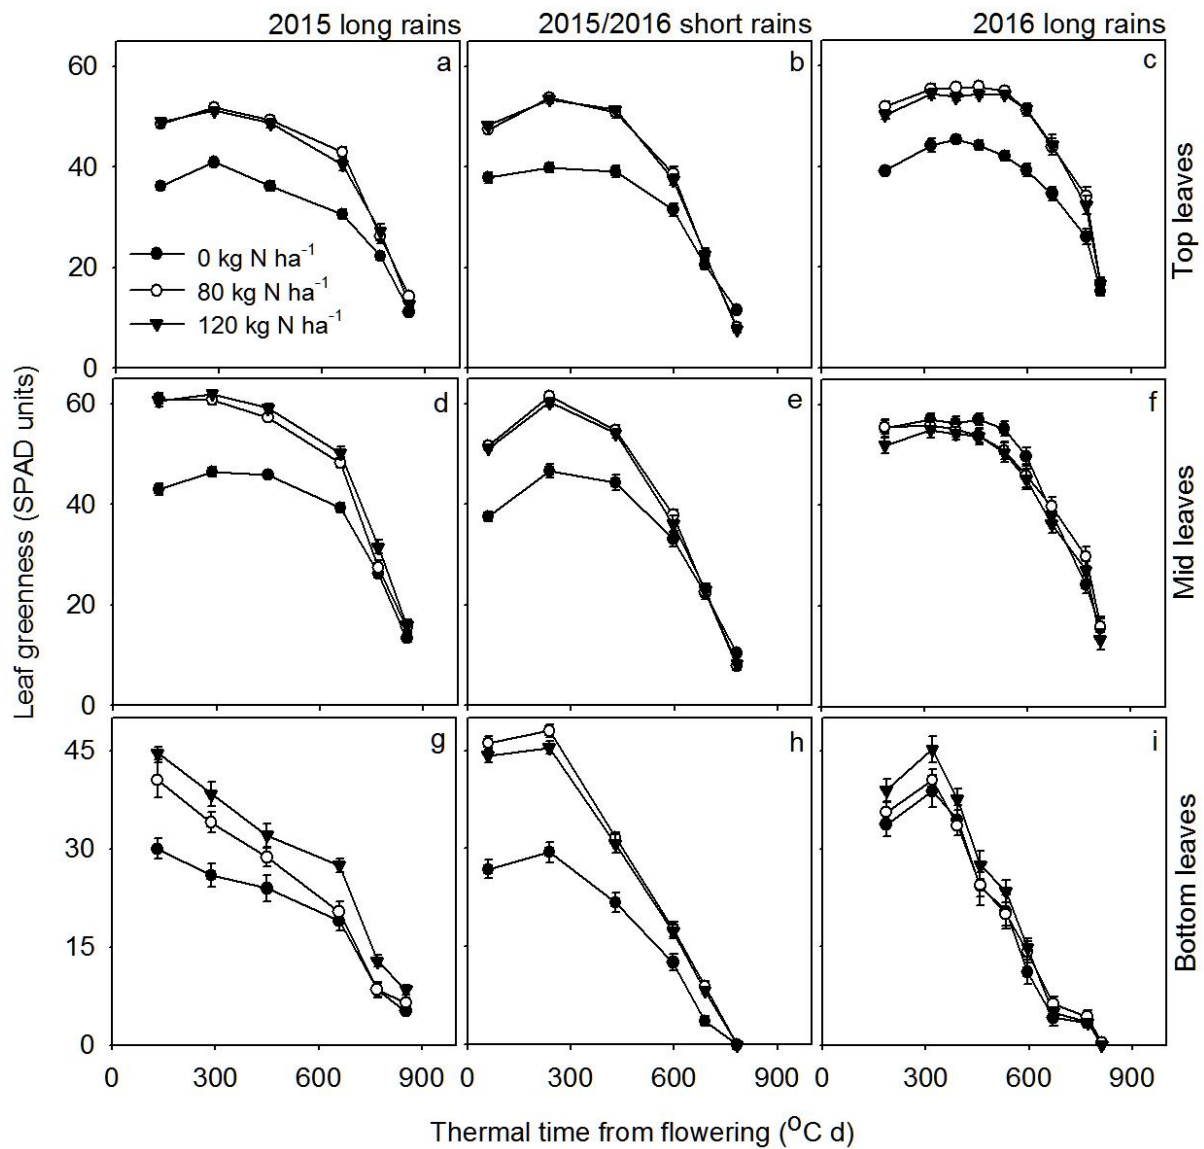 2015 long rains
2015/2016 short rains
2016 long rains
60
a
b
c
40
20
0
0 kg N ha⁻¹
80 kg N ha⁻¹
120 kg N ha⁻¹
Top leaves
60
d
e
f
40
20
0
Mid leaves
Leaf greenness (SPAD units)
45
g
h
i
30
15
0
Bottom leaves
0 300 600 900 0 300 600 900 0 300 600 900
Thermal time from flowering (°C d)